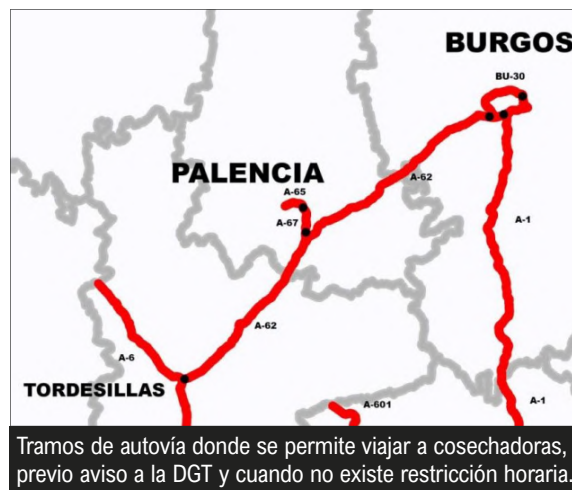 BURGOS
BU-30
PALENCIA
A-65
A-62
A-67
A-1
A-62
A-6
TORDESILLAS
A-601
A-1
Tramos de autovía donde se permite viajar a cosechadoras,
previo aviso a la DGT y cuando no existe restricción horaria.